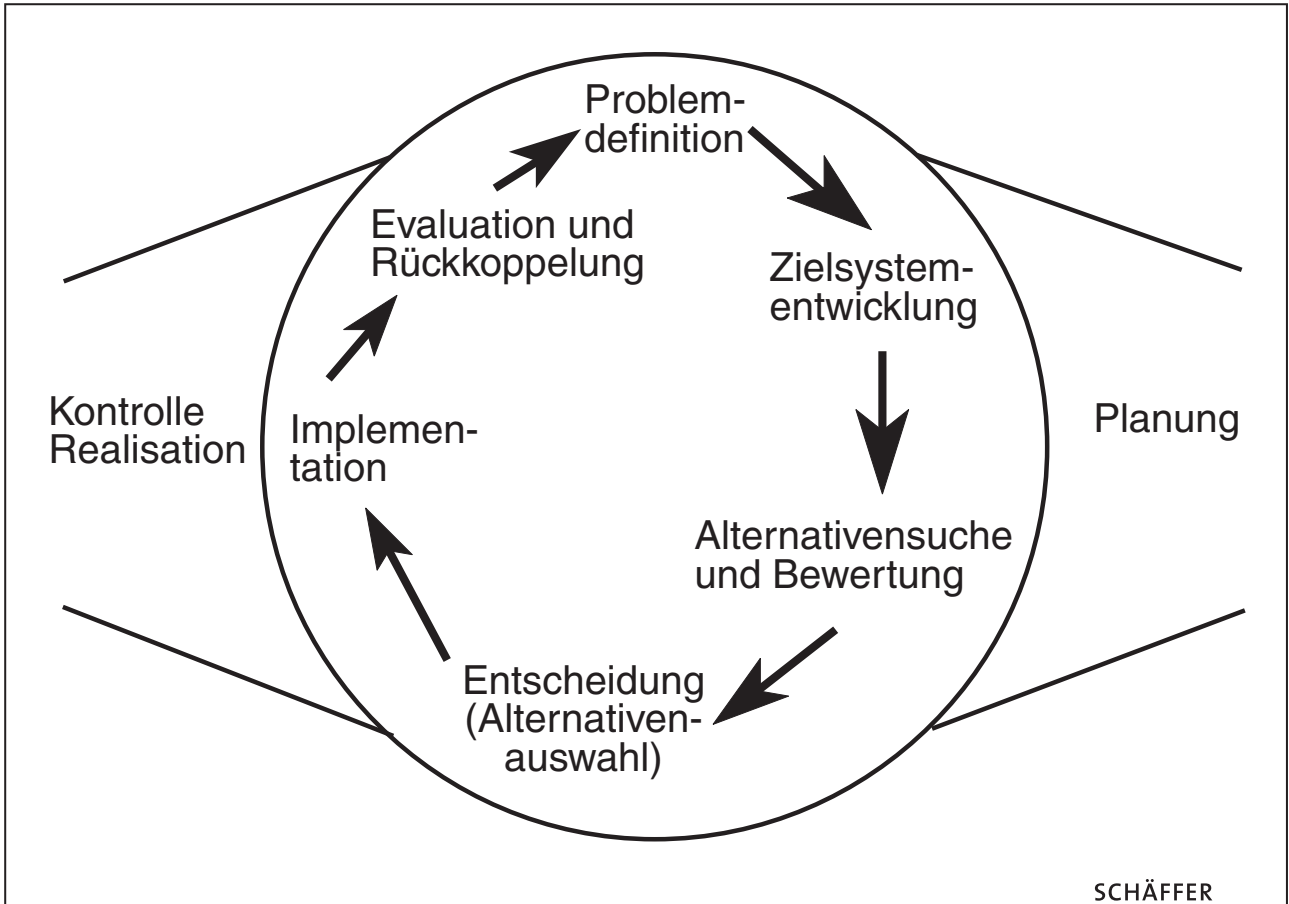 Problem-
definition
Zielsystem-
entwicklung
Alternativensuche
und Bewertung
Entscheidung
(Alternativen-
auswahl)
Implemen-
tation
Evaluation und
Rückkoppelung
Kontrolle
Realisation
Planung
SCHÄFFER